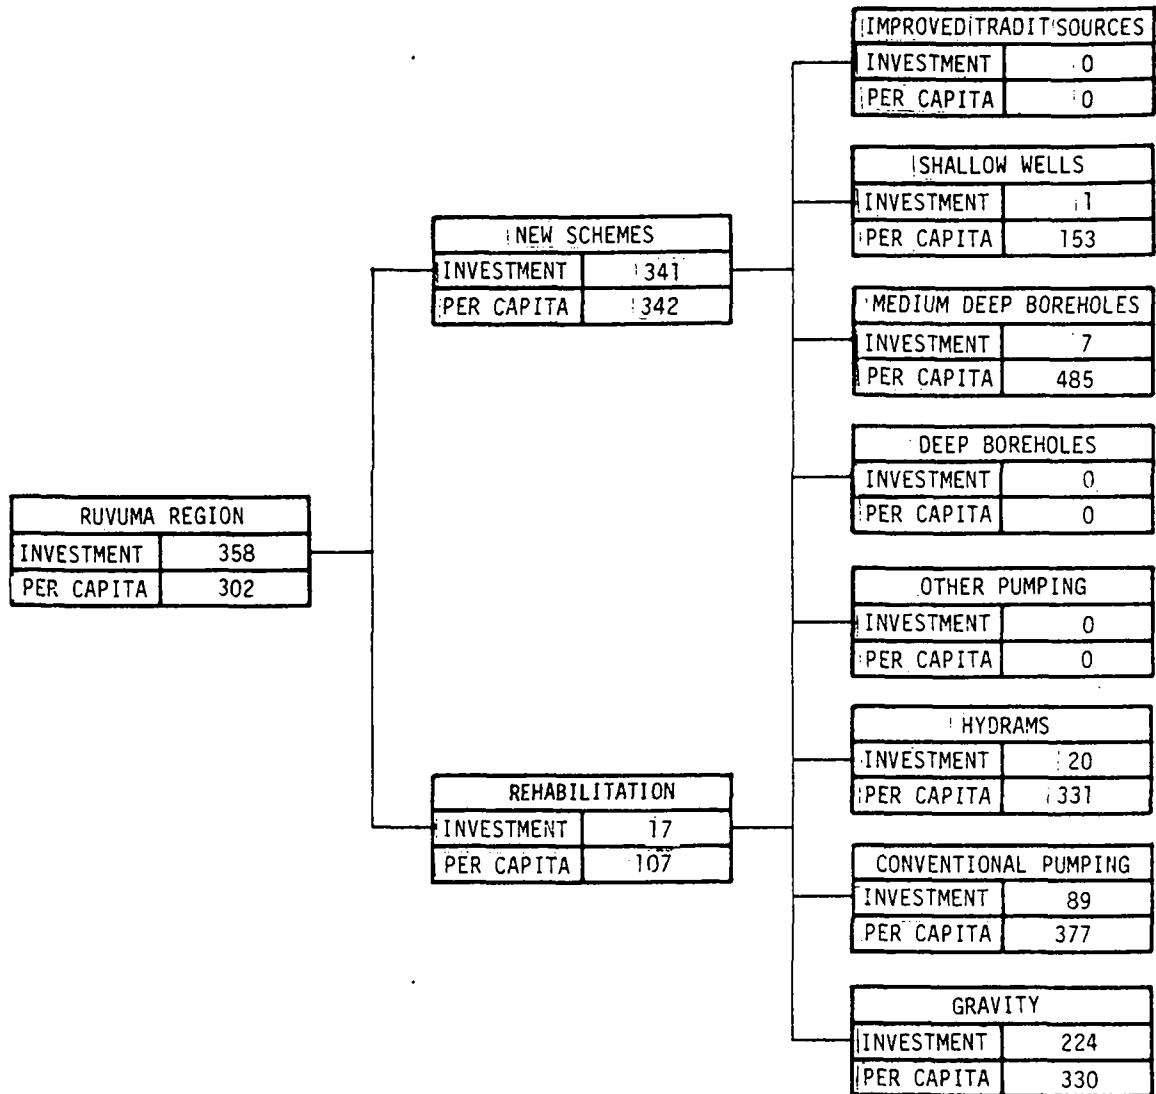 RUVUMA REGION
INVESTMENT 358
PER CAPITA 302
NEW SCHEMES
INVESTMENT 341
PER CAPITA 342
REHABILITATION
INVESTMENT 17
PER CAPITA 107
IMPROVED TRADIT SOURCES
INVESTMENT 0
PER CAPITA 0
SHALLOW WELLS
INVESTMENT 1
PER CAPITA 153
MEDIUM DEEP BOREHOLES
INVESTMENT 7
PER CAPITA 485
DEEP BOREHOLES
INVESTMENT 0
PER CAPITA 0
OTHER PUMPING
INVESTMENT 0
PER CAPITA 0
HYDRAMS
INVESTMENT 20
PER CAPITA 331
CONVENTIONAL PUMPING
INVESTMENT 89
PER CAPITA 377
GRAVITY
INVESTMENT 224
PER CAPITA 330